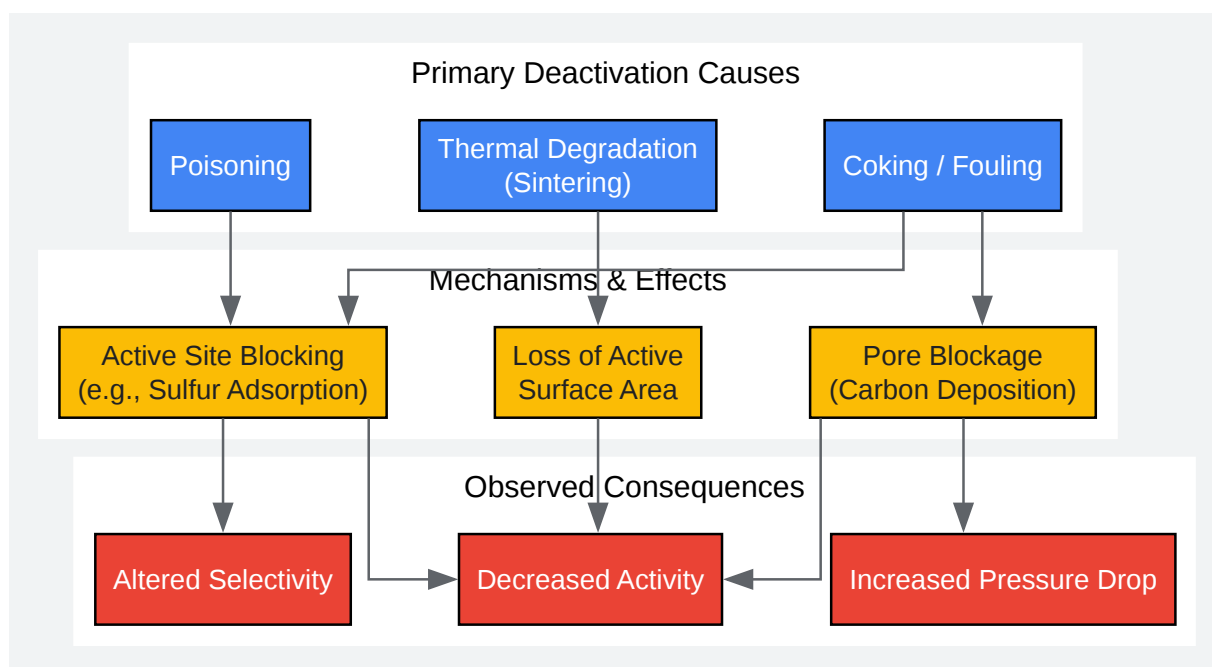 Primary Deactivation Causes
Poisoning
Thermal Degradation
(Sintering)
Coking / Fouling
Mechanisms & Effects
Active Site Blocking
(e.g., Sulfur Adsorption)
Loss of Active
Surface Area
Pore Blockage
(Carbon Deposition)
Observed Consequences
Altered Selectivity
Decreased Activity
Increased Pressure Drop